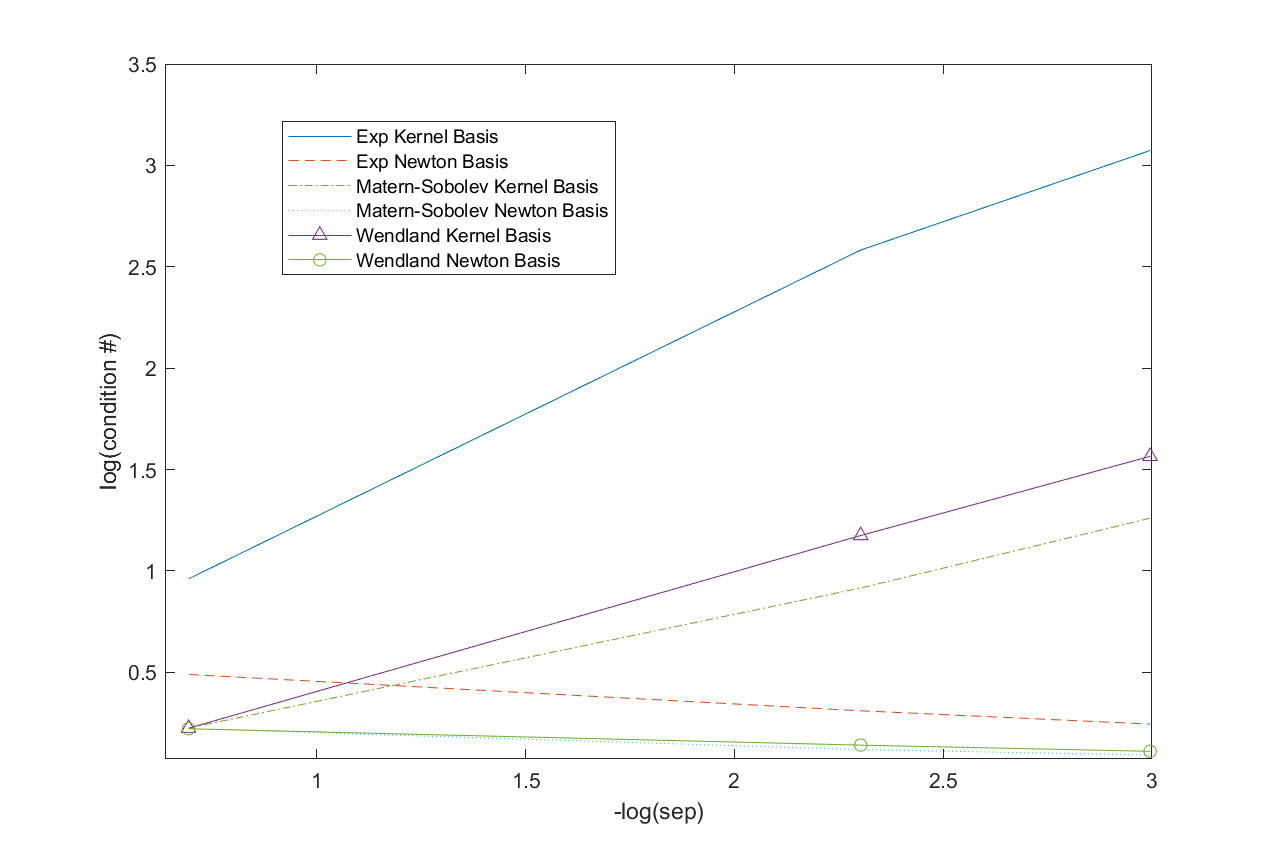 3.5
3
2.5
2
1.5
1
0.5
log(condition #)
Exp Kernel Basis
Exp Newton Basis
Matern-Sobolev Kernel Basis
Matern-Sobolev Newton Basis
Wendland Kernel Basis
Wendland Newton Basis
1 1.5 2 2.5 3
-log(sep)